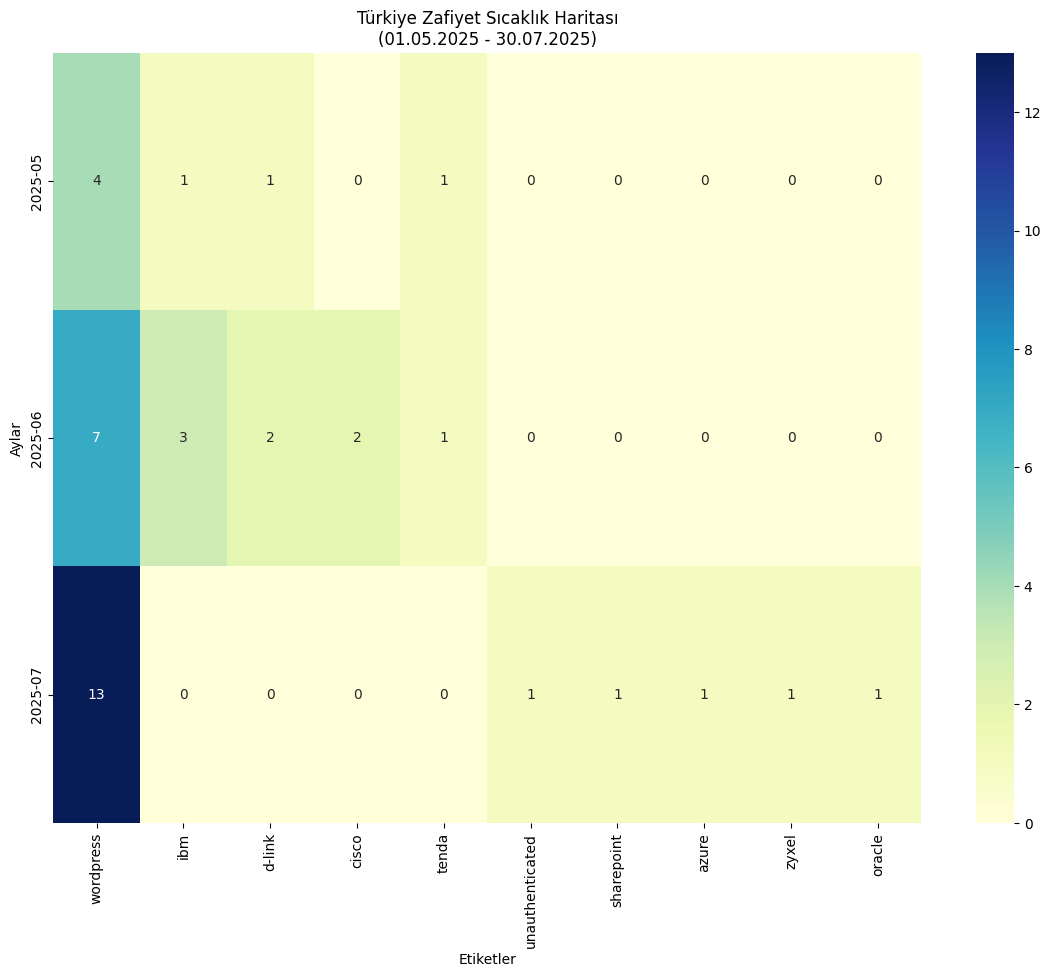 Türkiye Zafiyet Sıcaklık Haritası
(01.05.2025 - 30.07.2025)
Aylar
2025-05
4 1 1 0 1 0 0 0 0 0
2025-06
7 3 2 2 1 0 0 0 0 0
2025-07
13 0 0 0 0 1 1 1 1 1
wordpress
ibm
d-link
cisco
tenda
unauthenticated
sharepoint
azure
zyxel
oracle
Etiketler
12
10
8
6
4
2
0